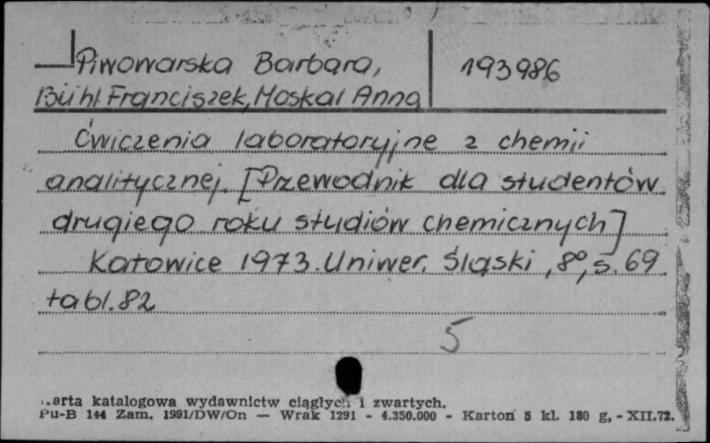 Piwowarska Barbara, 193986
Bühl Franciszek, Moskal Anna
Ćwiczenia laboratoryjne z chemii
analitycznej. [Przewodnik dla studentów
drugiego roku studiów chemicznych]
Katowice 1973. Uniwer. Śląski, 8°, s. 69
tabl. 82
5
Karta katalogowa wydawnictw ciągłych i zwartych.
Pu-B 144 Zam. 1991/DW/On — Wrak 1291 - 4.350.000 - Karton 5 kl. 180 g, - XII.72.